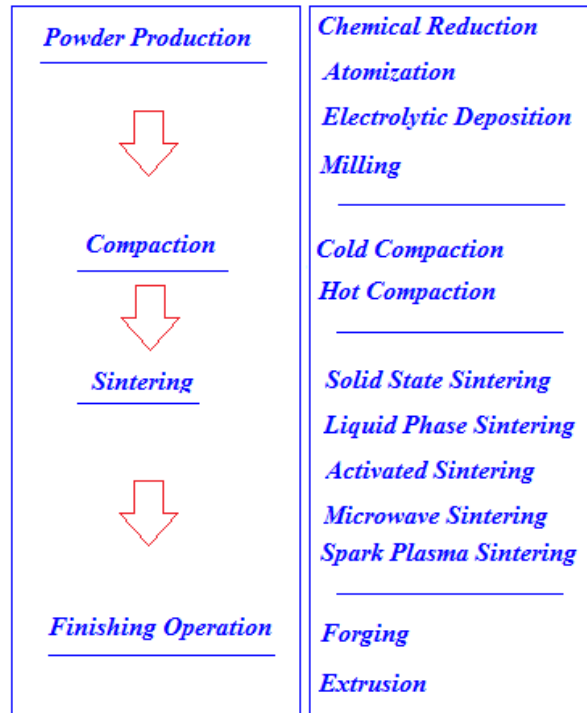 Powder Production
Chemical Reduction
Atomization
Electrolytic Deposition
Milling
Compaction
Cold Compaction
Hot Compaction
Sintering
Solid State Sintering
Liquid Phase Sintering
Activated Sintering
Microwave Sintering
Spark Plasma Sintering
Finishing Operation
Forging
Extrusion